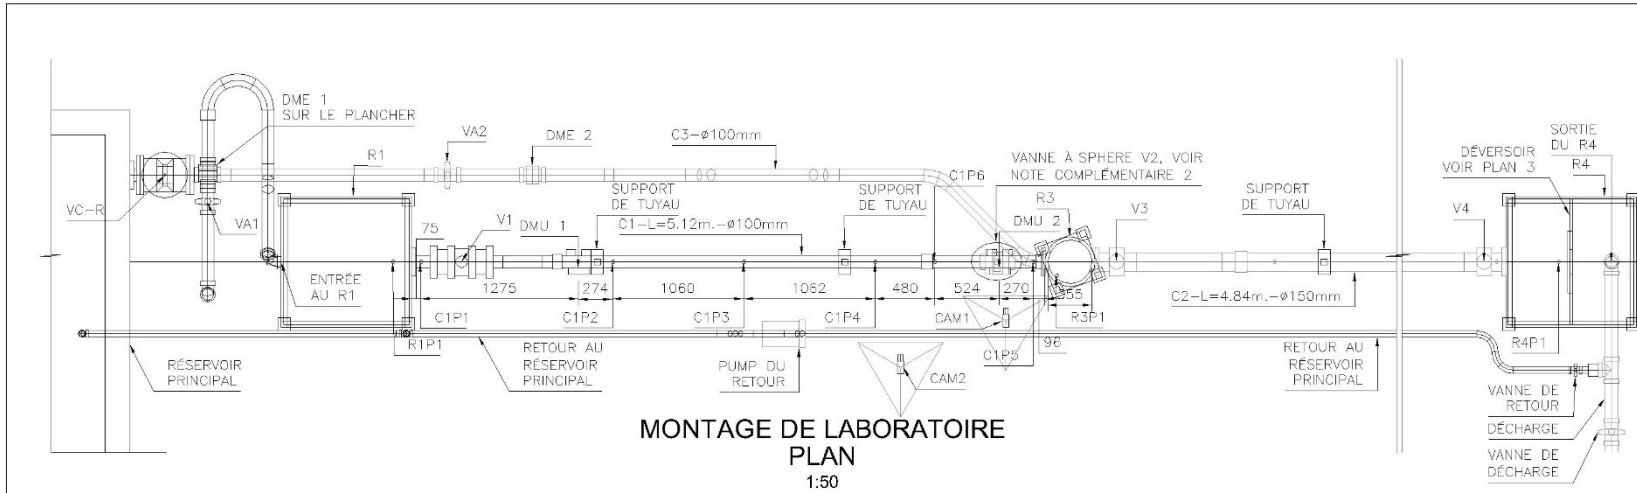 DME 1
SUR LE PLANCHER
VA2
DME 2
C3-ø100mm
R1
VC-R
VA1
VANNE À SPHERE V2, VOIR
NOTE COMPLÉMENTAIRE 2
C1P6
R3
DMU 2
V3
SUPPORT
DE TUYAU
SORTIE
DU R4
R4
DÉVERSOIR
VOIR PLAN 3
V4
75
V1
DMU 1
SUPPORT
DE TUYAU
C1-L=5.12m.-ø100mm
SUPPORT
DE TUYAU
ENTRÉE
AU R1
1275
274
1060
1062
480
524
270
355
C2-L=4.84m.-ø150mm
C1P1
C1P2
C1P3
C1P4
CAM1
R3P1
R1P1
C1P5
96
R4P1
RÉSERVOIR
PRINCIPAL
RETOUR AU
RÉSERVOIR
PRINCIPAL
PUMP DU
RETOUR
CAM2
RETOUR AU
RÉSERVOIR
PRINCIPAL
VANNE DE
RETOUR
DÉCHARGE
VANNE DE
DÉCHARGE
MONTAGE DE LABORATOIRE
PLAN
1:50